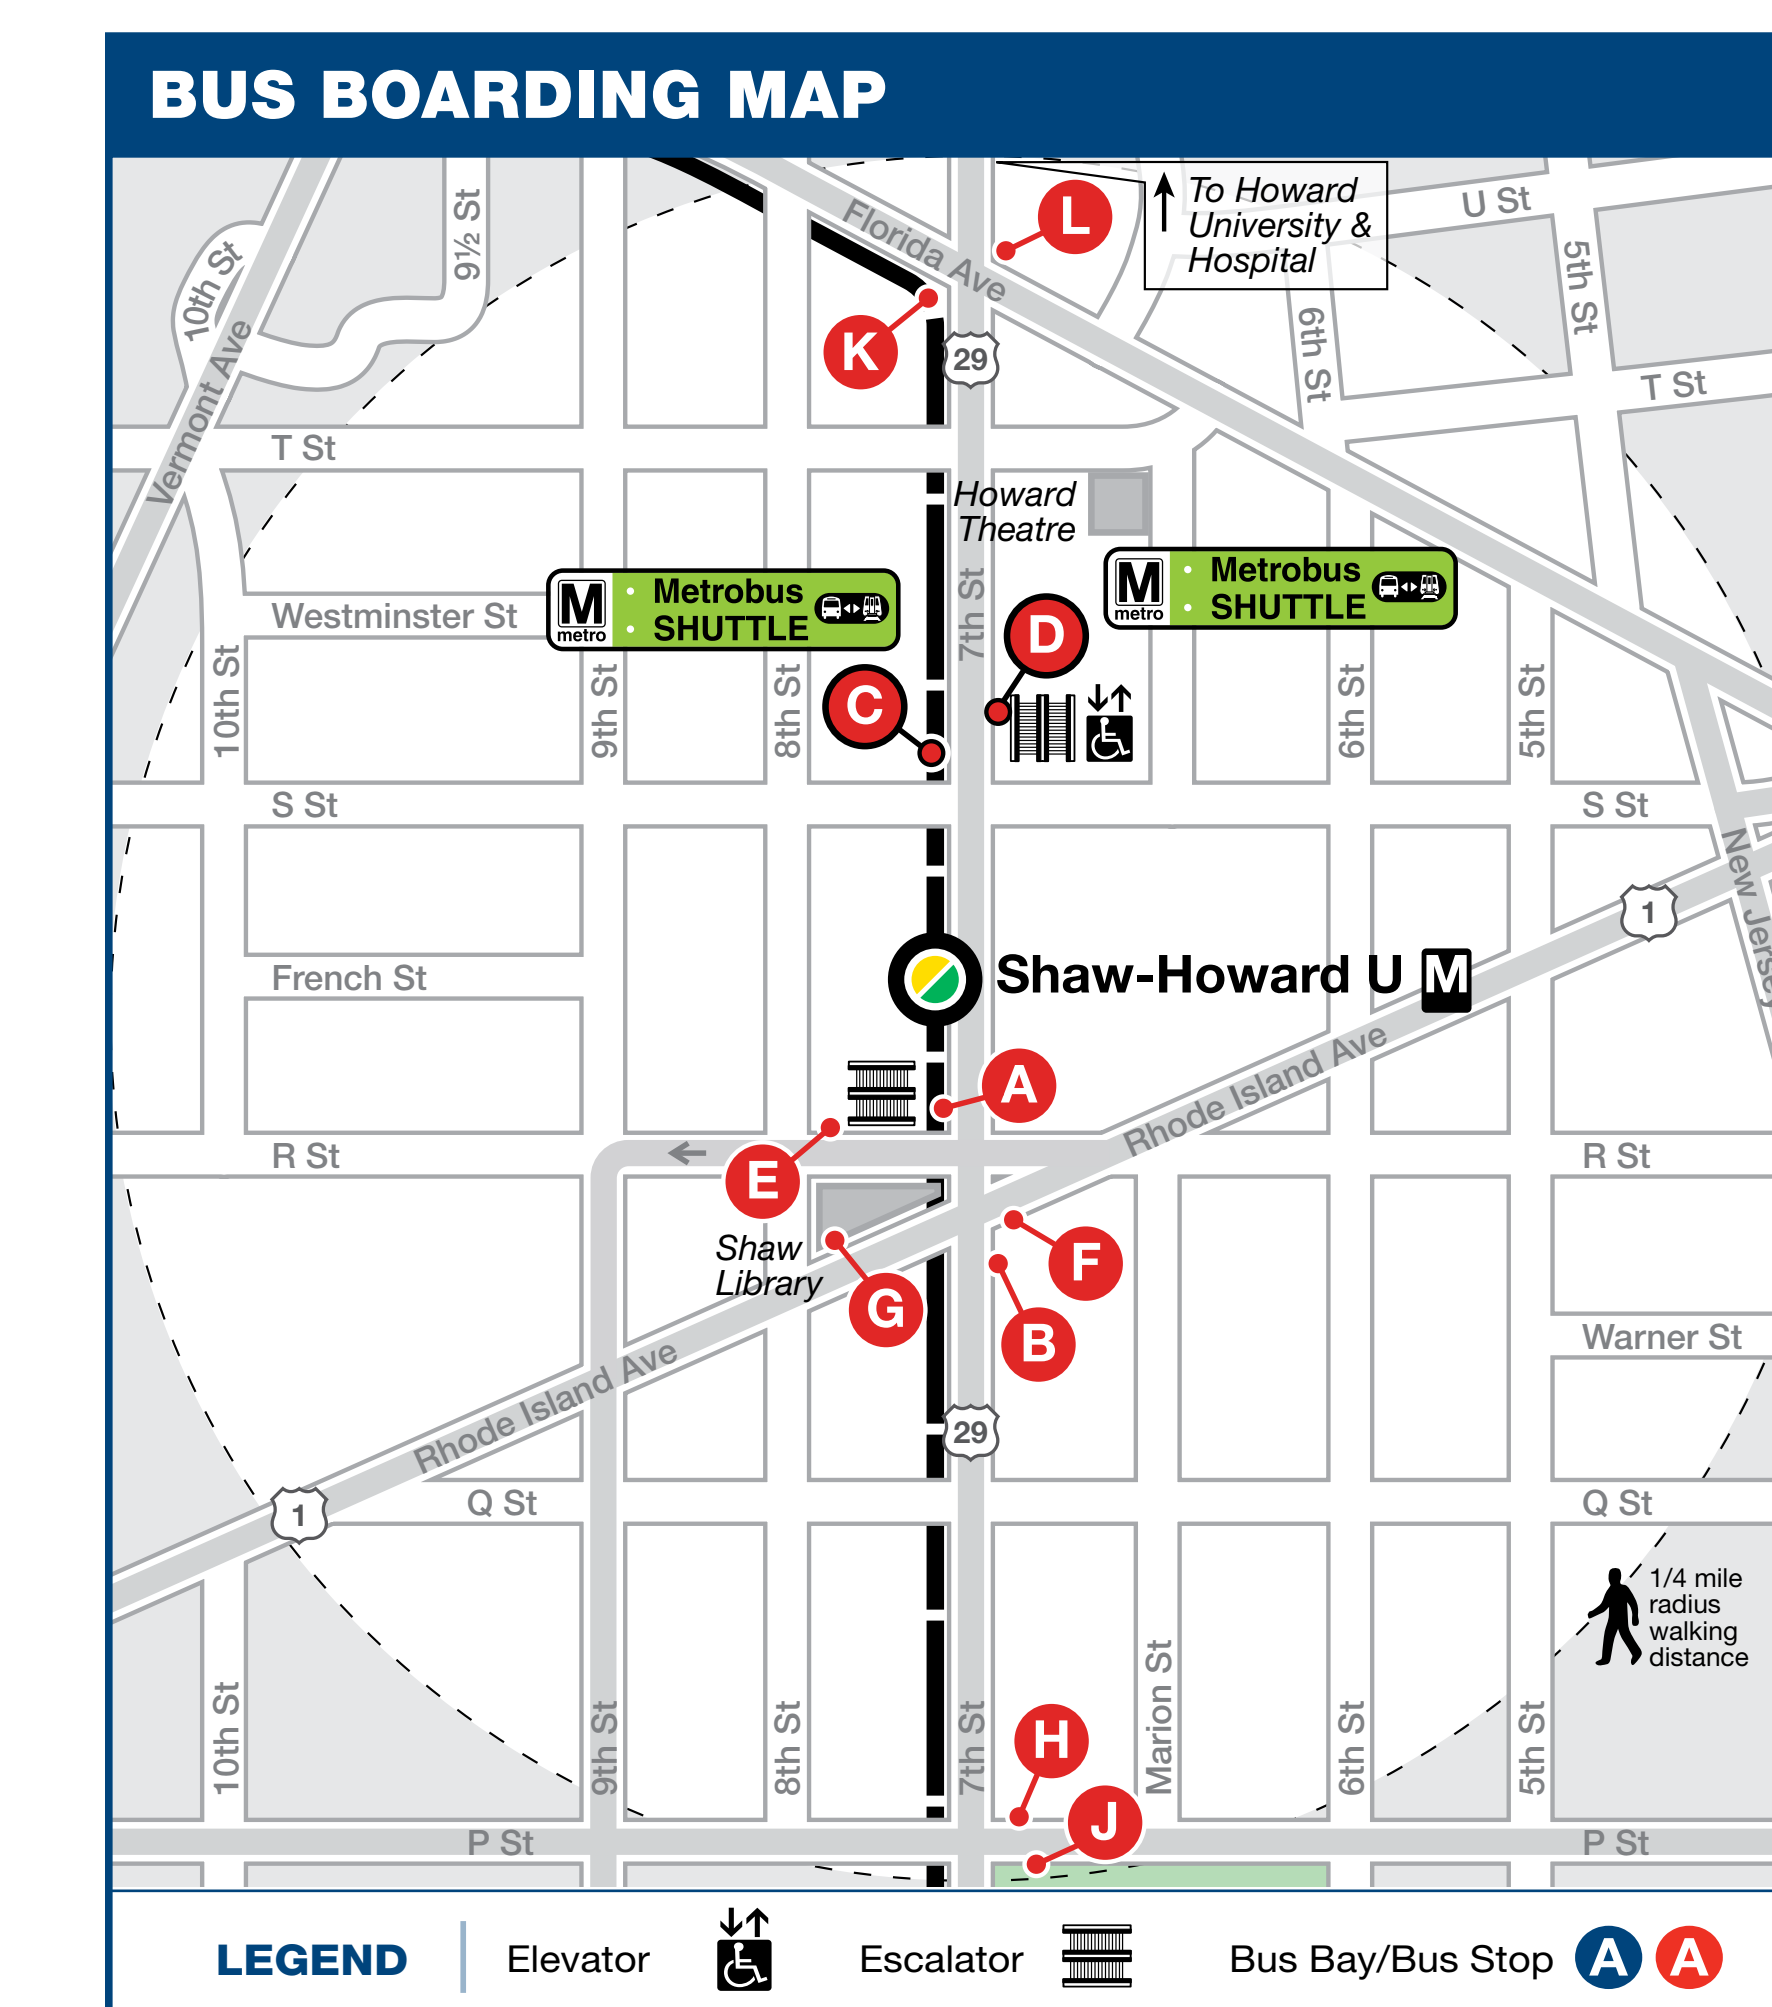 BUS BOARDING MAP
To Howard
University &
Hospital
L
U St
9½ St
10th St
Florida Ave
5th St
K
29
6th St
T St
Vermont Ave
T St
Howard
Theatre
M
metro
Metrobus
SHUTTLE
M
metro
Metrobus
SHUTTLE
Westminster St
7th St
D
C
10th St
9th St
8th St
6th St
5th St
S St
S St
New Jersey
1
French St
Shaw-Howard U
M
A
Rhode Island Ave
R St
R St
E
Shaw
Library
F
G
B
Warner St
Rhode Island Ave
29
1
Q St
Q St
1/4 mile
radius
walking
distance
10th St
9th St
8th St
7th St
Marion St
6th St
5th St
H
J
P St
P St
LEGEND
Elevator
Escalator
Bus Bay/Bus Stop
A
A